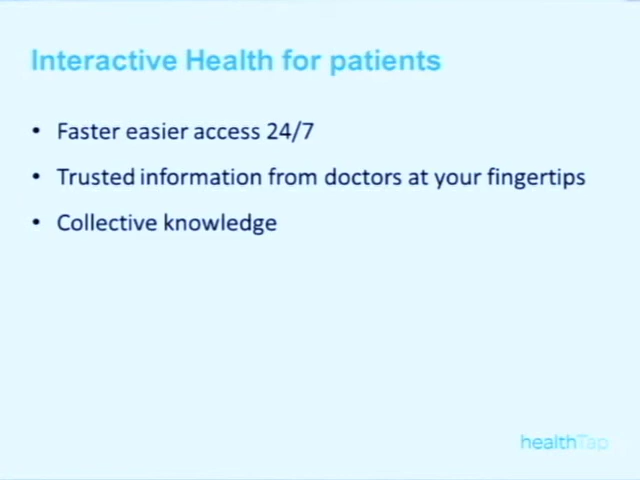 Interactive Health for patients
• Faster easier access 24/7
• Trusted information from doctors at your fingertips
• Collective knowledge
healthTap